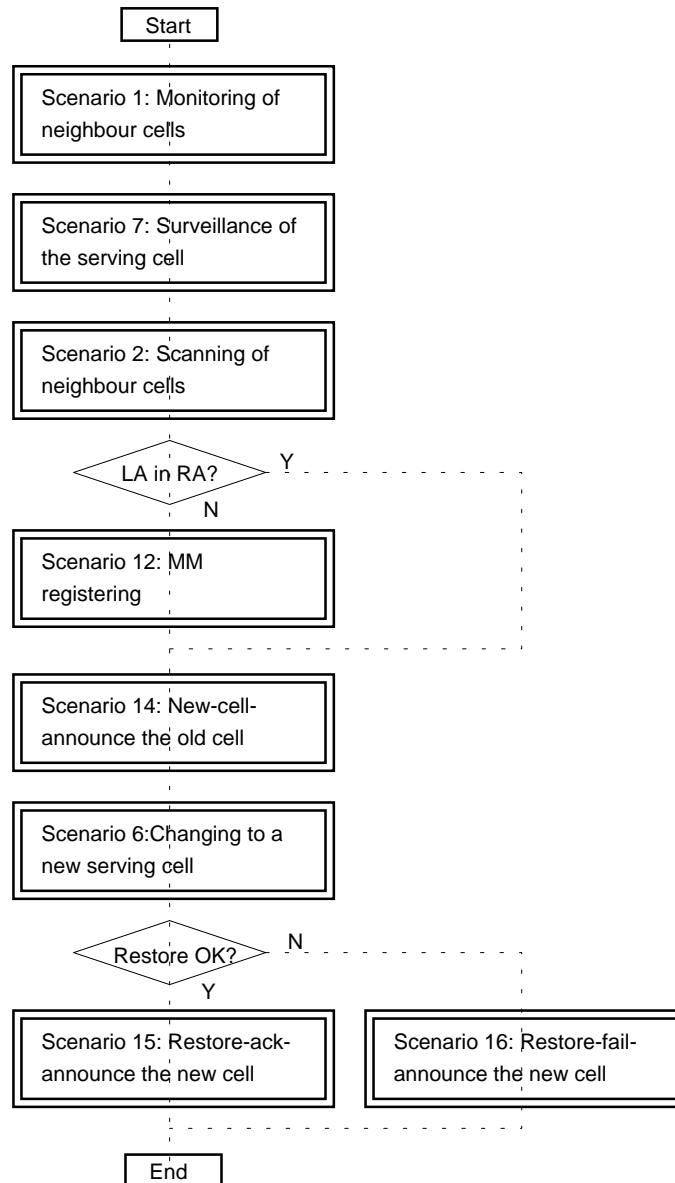 Start
Scenario 1: Monitoring of
neighbour cells
Scenario 7: Surveillance of
the serving cell
Scenario 2: Scanning of
neighbour cells
LA in RA?
Y
N
Scenario 12: MM
registering
Scenario 14: New-cell-
announce the old cell
Scenario 6:Changing to a
new serving cell
Restore OK?
N
Y
Scenario 15: Restore-ack-
announce the new cell
Scenario 16: Restore-fail-
announce the new cell
End